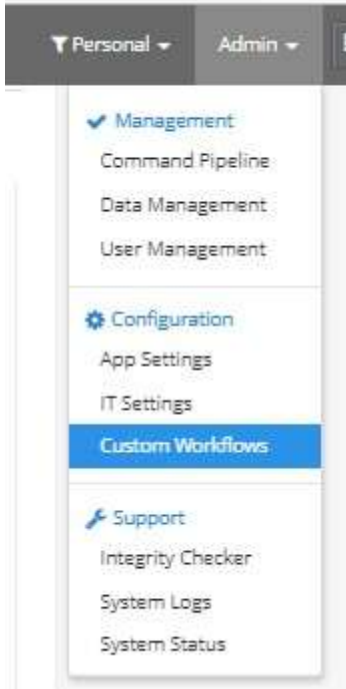 Personal Admin
Management
Command Pipeline
Data Management
User Management
Configuration
App Settings
IT Settings
Custom Workflows
Support
Integrity Checker
System Logs
System Status